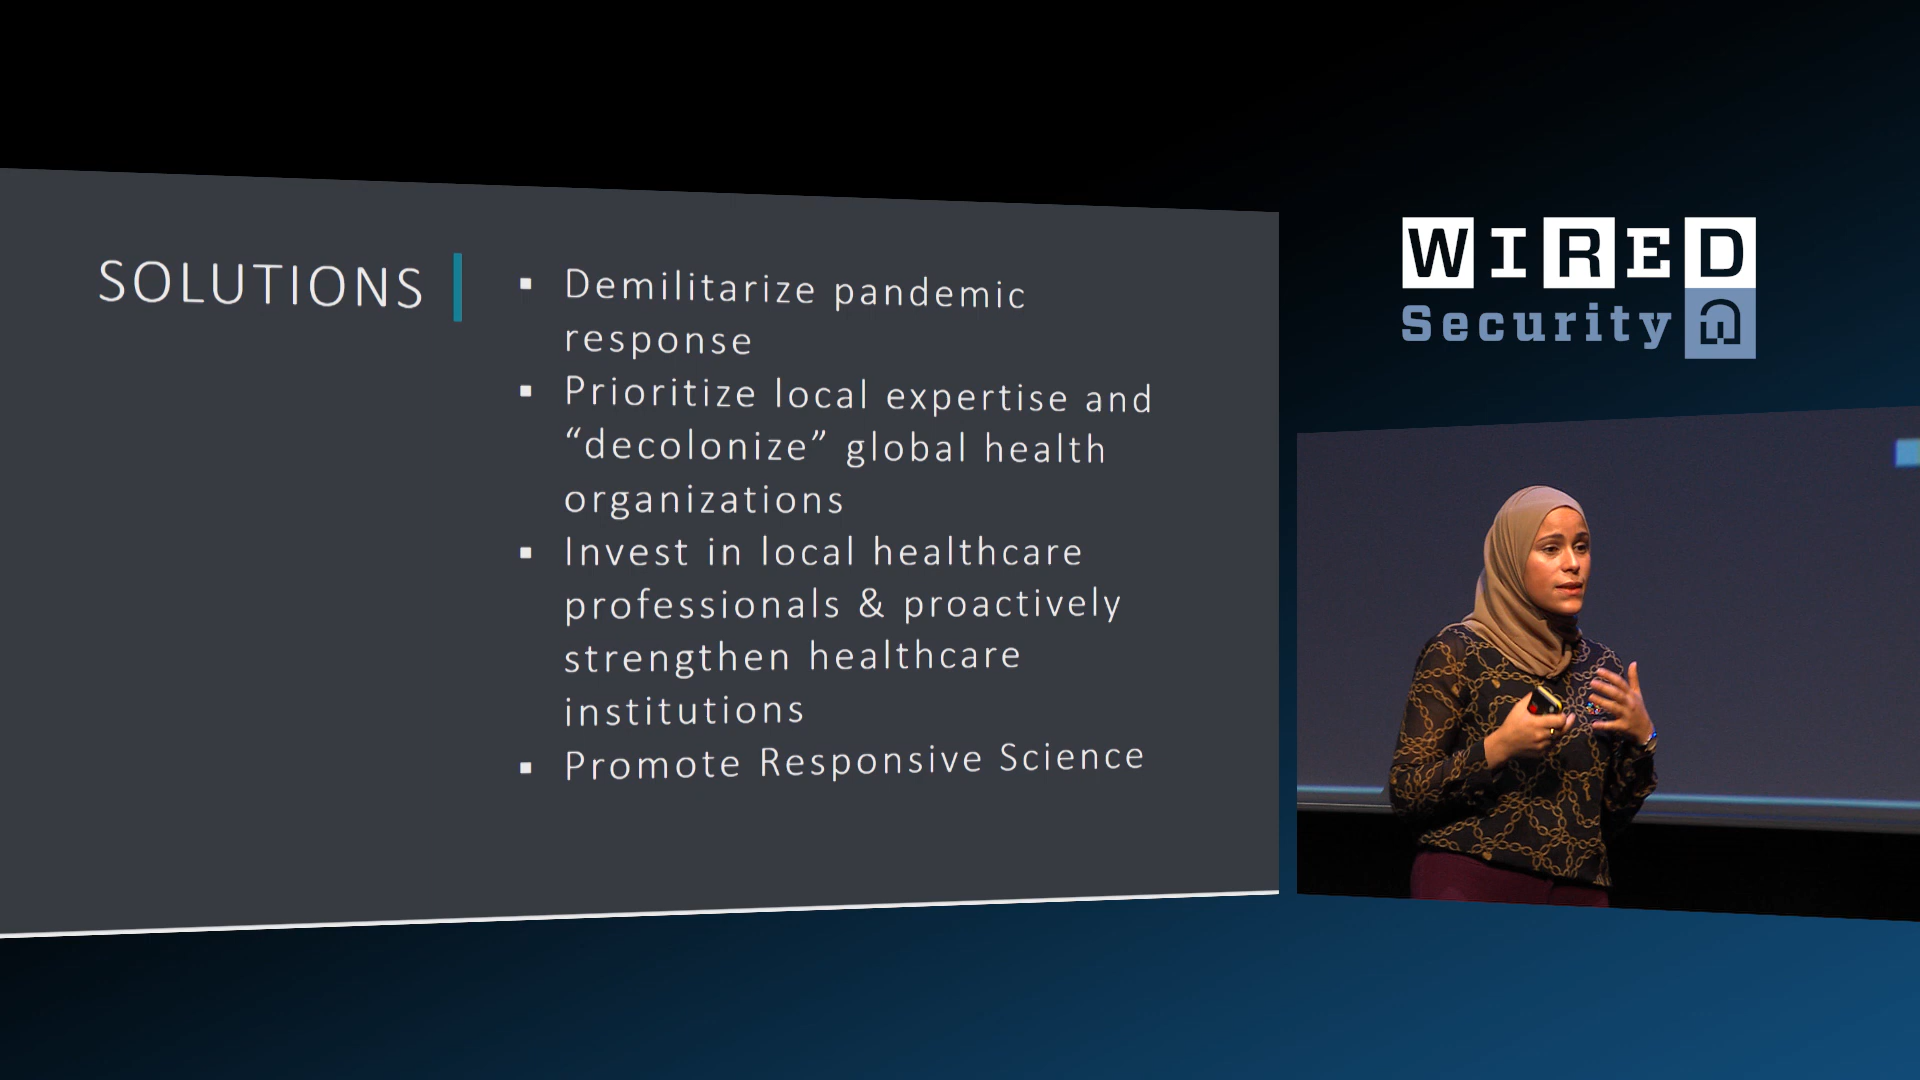 SOLUTIONS
▪ Demilitarize pandemic
response
▪ Prioritize local expertise and
“decolonize” global health
organizations
▪ Invest in local healthcare
professionals & proactively
strengthen healthcare
institutions
▪ Promote Responsive Science
WIRED
Security